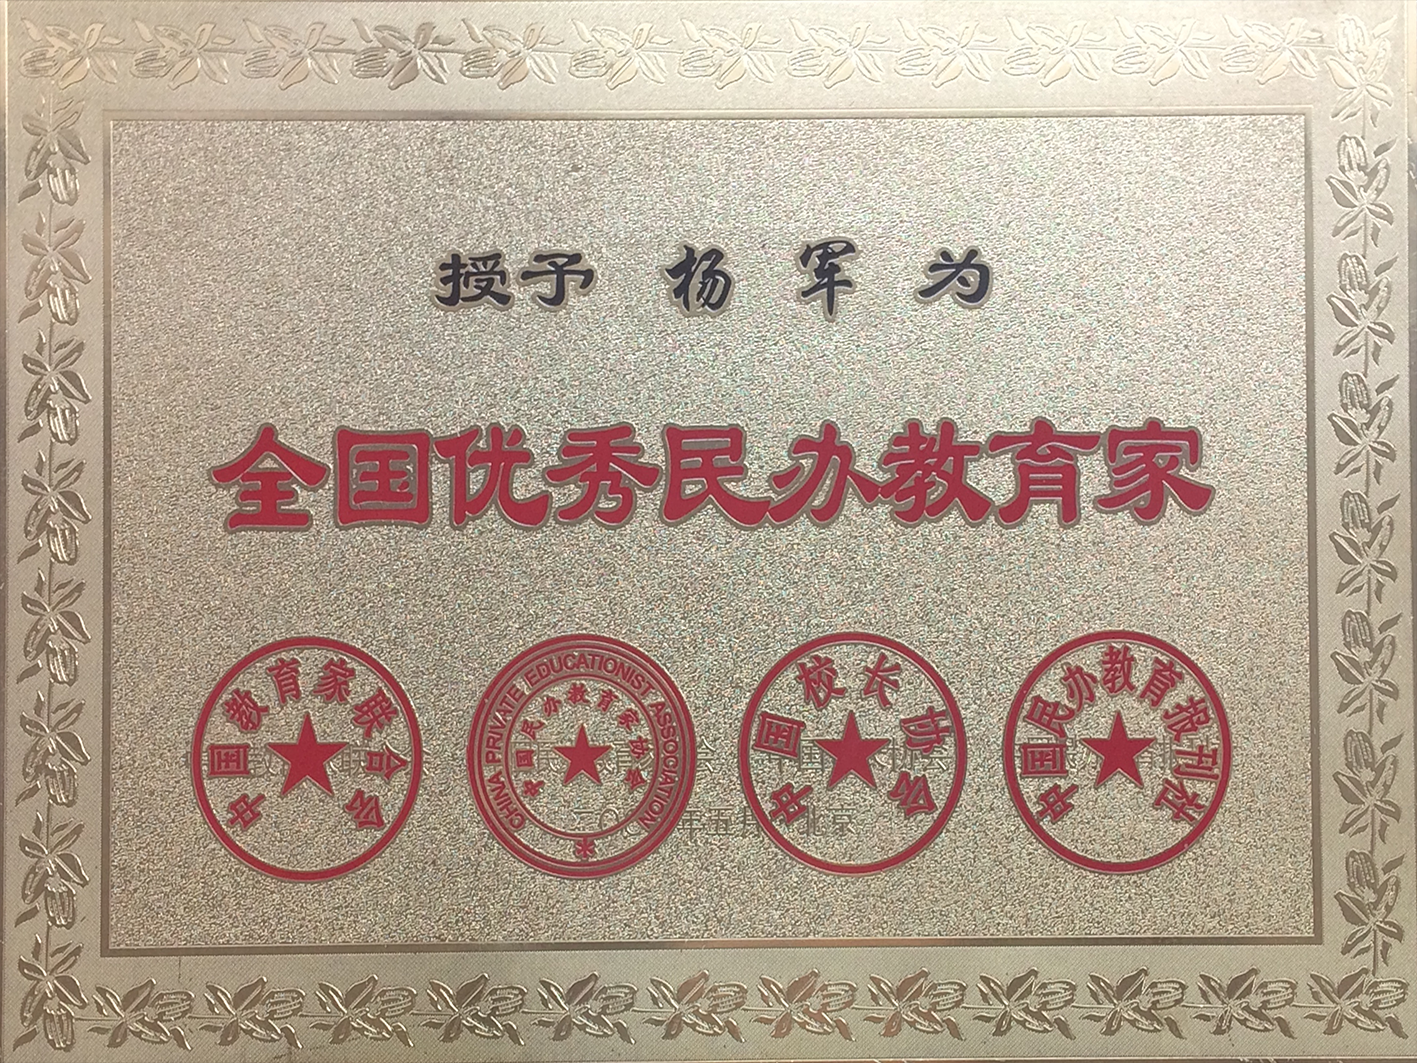 授予 杨 军 为
全国优秀民办教育家
中国教育家联合会
CHINA PRIVATE EDUCATIONIST ASSOCIATION
中国民办教育家协会
中国校长协会
中国民办教育报刊社
年五月 北京